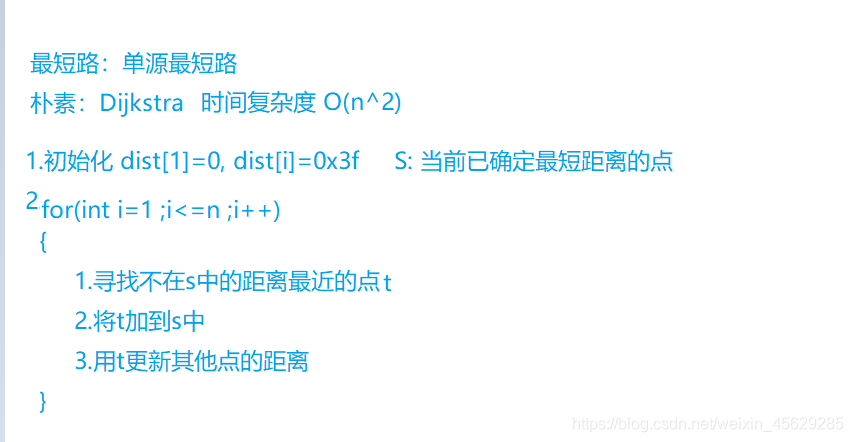 最短路：单源最短路
朴素：Dijkstra 时间复杂度 O(n^2)
1.初始化 dist[1]=0, dist[i]=0x3f S: 当前已确定最短距离的点
2for(int i=1 ;i<=n ;i++)
{
1.寻找不在s中的距离最近的点t
2.将t加到s中
3.用t更新其他点的距离
}
https://blog.csdn.net/weixin_45629285